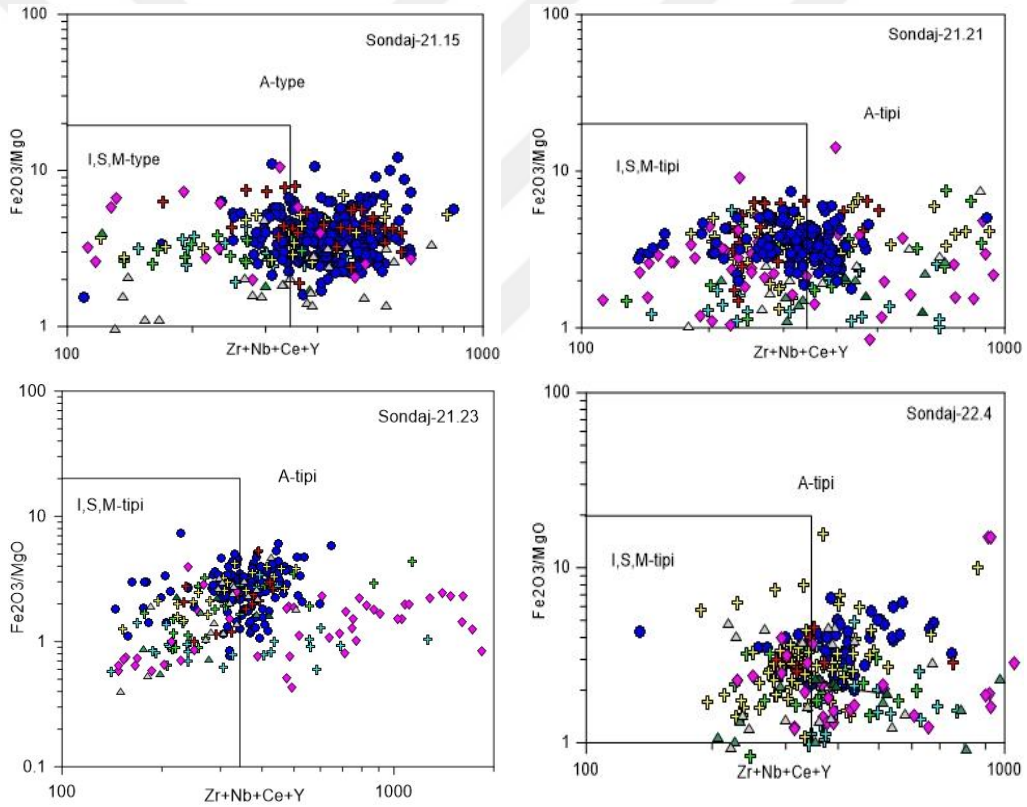 100
Sondaj-21.15
A-type
I,S,M-type
Fe2O3/MgO
10
1
100
Zr+Nb+Ce+Y
1000
100
Sondaj-21.21
A-tipi
I,S,M-tipi
Fe2O3/MgO
10
1
100
Zr+Nb+Ce+Y
1000
100
Sondaj-21.23
A-tipi
I,S,M-tipi
Fe2O3/MgO
10
1
0.1
100
Zr+Nb+Ce+Y
1000
100
Sondaj-22.4
A-tipi
I,S,M-tipi
Fe2O3/MgO
10
1
100
Zr+Nb+Ce+Y
1000